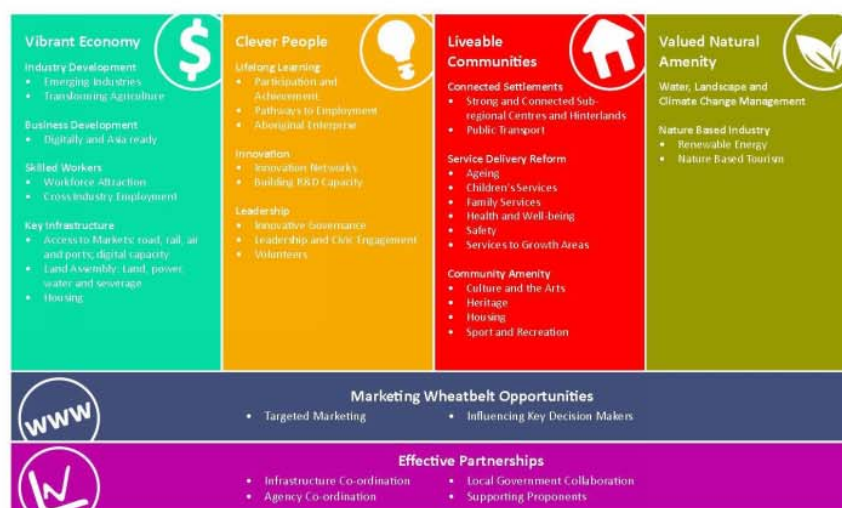 Vibrant Economy
Industry Development
• Emerging Industries
• Transforming Agriculture
Business Development
• Digitally and Asia ready
Skilled Workers
• Workforce Attraction
• Cross Industry Employment
Key Infrastructure
• Access to Markets: road, rail, air
and ports; digital capacity
• Land Assembly: Land, power,
water and sewerage
• Housing
Clever People
Lifelong Learning
• Participation and
Achievement
• Pathways to Employment
• Aboriginal Enterprise
Innovation
• Innovation Networks
• Building R&D Capacity
Leadership
• Innovative Governance
• Leadership and Civic Engagement
• Volunteers
Liveable
Communities
Connected Settlements
• Strong and Connected Sub-
regional Centres and Hinterlands
• Public Transport
Service Delivery Reform
• Ageing
• Children's Services
• Family Services
• Health and Well-being
• Safety
• Services to Growth Areas
Community Amenity
• Culture and the Arts
• Heritage
• Housing
• Sport and Recreation
Valued Natural
Amenity
Water, Landscape and
Climate Change Management
Nature Based Industry
• Renewable Energy
• Nature Based Tourism
www
Marketing Wheatbelt Opportunities
• Targeted Marketing
• Influencing Key Decision Makers
Effective Partnerships
• Infrastructure Co-ordination
• Local Government Collaboration
• Agency Co-ordination
• Supporting Proponents